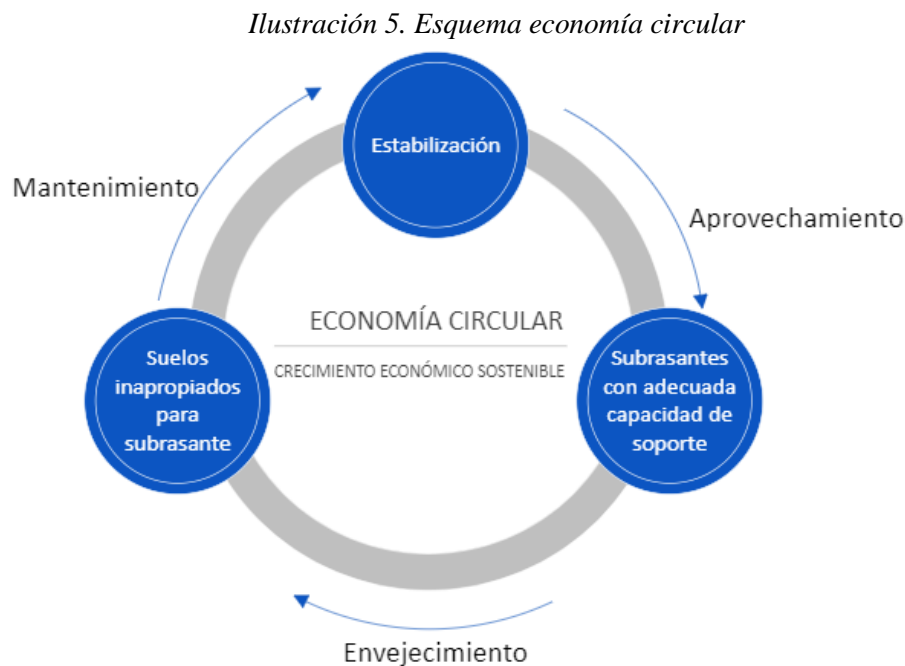 Ilustración 5. Esquema economía circular
Estabilización
Mantenimiento
Aprovechamiento
ECONOMÍA CIRCULAR
CRECIMIENTO ECONÓMICO SOSTENIBLE
Suelos
inapropiados
para
subrasante
Subrasantes
con adecuada
capacidad de
soporte
Envejecimiento